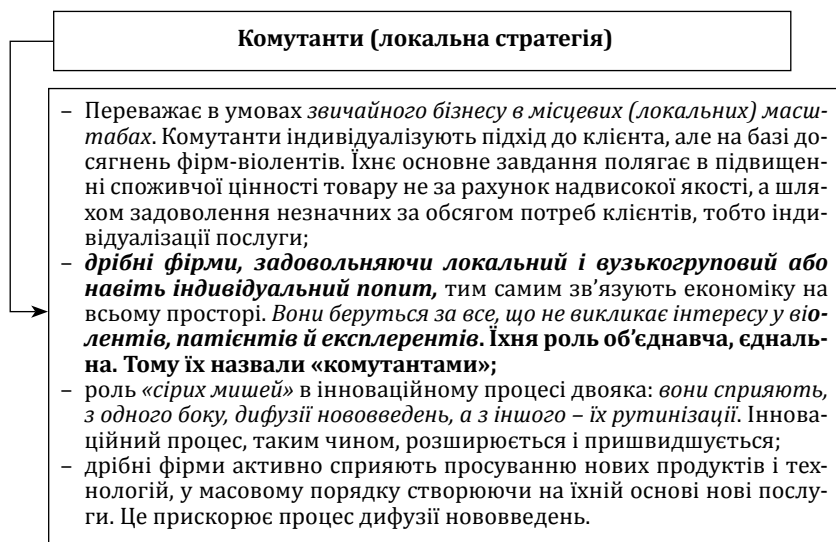 Комутанти (локальна стратегія)
– Переважає в умовах звичайного бізнесу в місцевих (локальних) масш-
табах. Комутанти індивідуалізують підхід до клієнта, але на базі до-
сягнень фірм-віолентів. Їхнє основне завдання полягає в підвищен-
ні споживчої цінності товару не за рахунок надвисокої якості, а шля-
хом задоволення незначних за обсягом потреб клієнтів, тобто інди-
відуалізації послуги;
– дрібні фірми, задовольняючи локальний і вузькогруповий або
навіть індивідуальний попит, тим самим зв’язують економіку на
всьому просторі. Вони беруться за все, що не викликає інтересу у віо-
лентів, патієнтів й експлерентів. Їхня роль об’єднавча, єдналь-
на. Тому їх назвали «комутантами»;
– роль «сірих мишей» в інноваційному процесі двояка: вони сприяють,
з одного боку, дифузії нововведень, а з іншого – їх рутинізації. Іннова-
ційний процес, таким чином, розширюється і пришвидшується;
– дрібні фірми активно сприяють просуванню нових продуктів і тех-
нологій, у масовому порядку створюючи на їхній основі нові послу-
ги. Це прискорює процес дифузії нововведень.